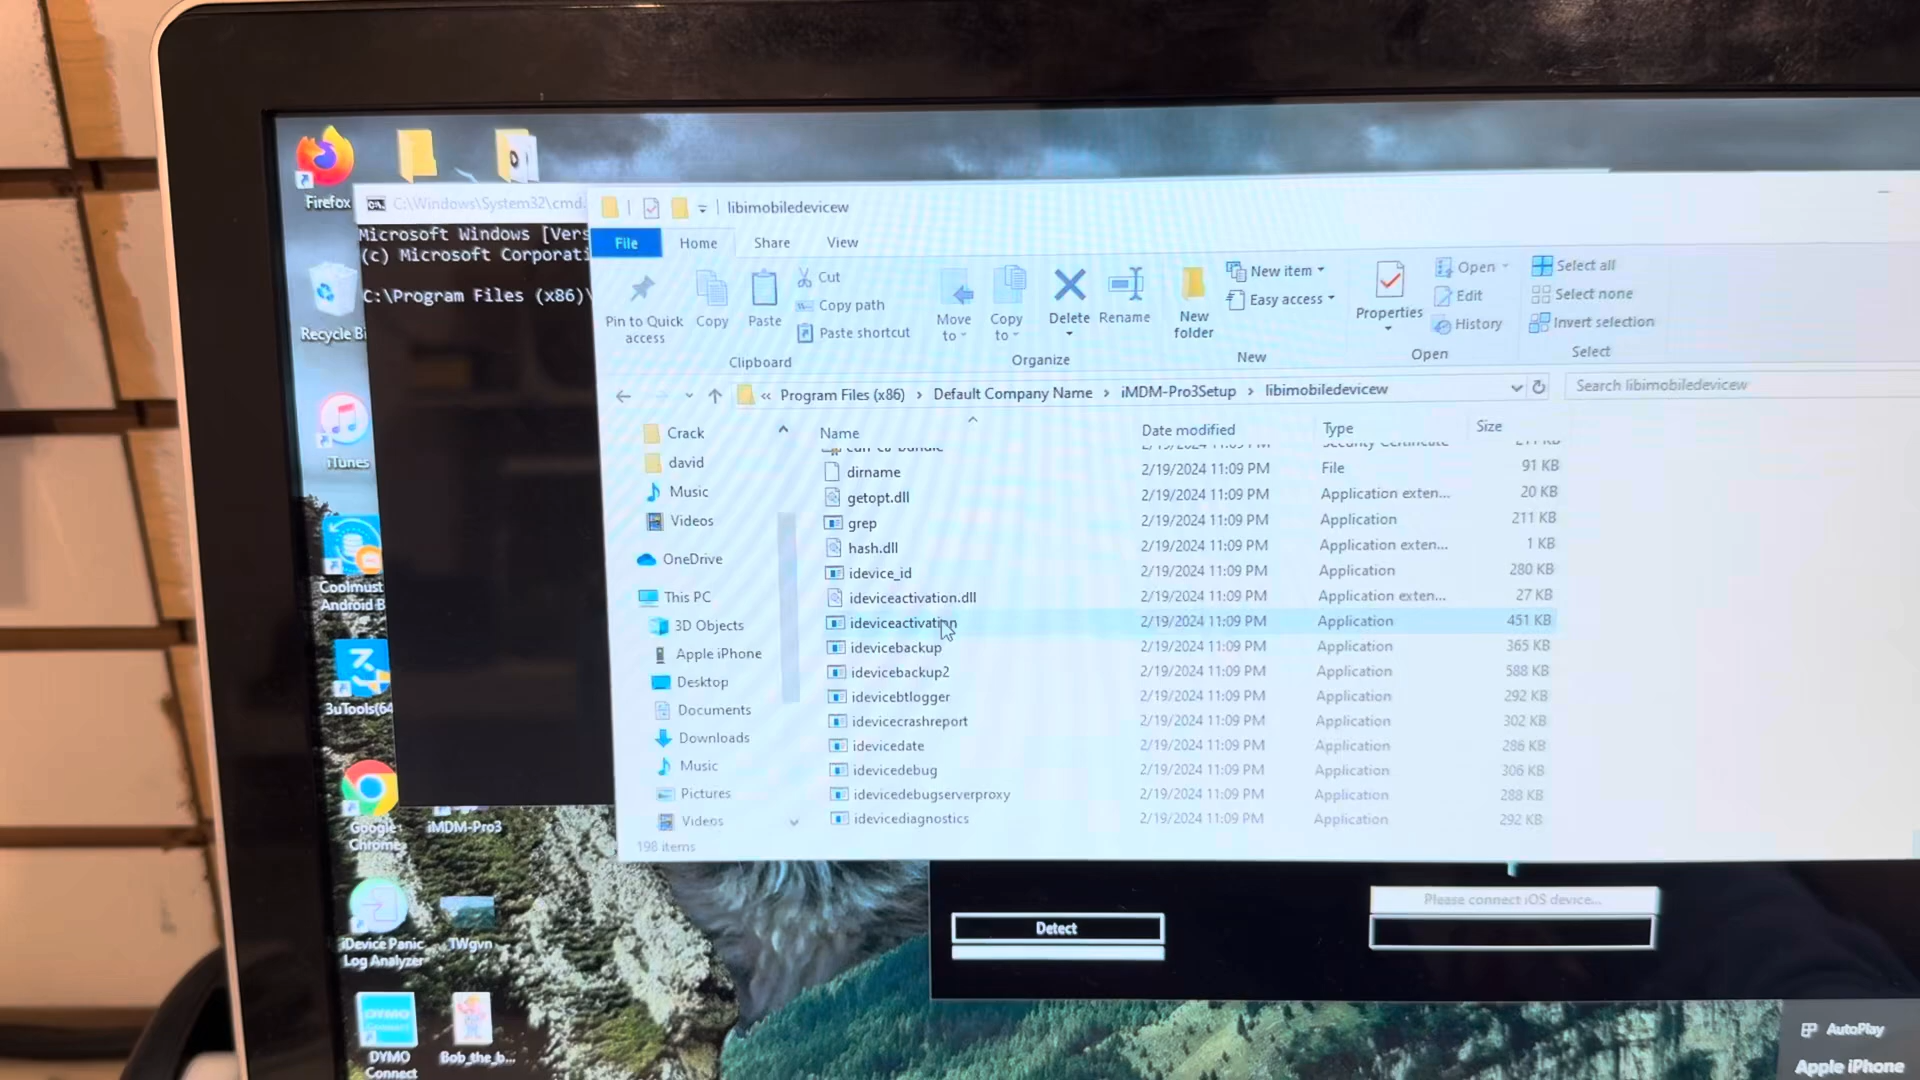 Firefox
Recycle Bi
iTunes
Coolmust
Android B
3uTools(64
Google
Chrome
iMDM-Pro3
iDevice Panic
Log Analyzer
TWgvn
DYMO
Connect
Bob_the_b...
C:\Windows\System32\cmd.
Microsoft Windows [Vers
(c) Microsoft Corporati
C:\Program Files (x86)\
libimobiledevicew
File Home Share View
Pin to Quick
access
Copy
Paste
Cut
Copy path
Paste shortcut
Clipboard
Move
to
Copy
to
Delete
Rename
Organize
New
folder
New item
Easy access
New
Properties
Open
Edit
History
Open
Select all
Select none
Invert selection
Select
« Program Files (x86) › Default Company Name › iMDM-Pro3Setup › libimobiledevicew
Search libimobiledevicew
Crack
david
Music
Videos
OneDrive
This PC
3D Objects
Apple iPhone
Desktop
Documents
Downloads
Music
Pictures
Videos
Name Date modified Type Size
dirname 2/19/2024 11:09 PM File 91 KB
getopt.dll 2/19/2024 11:09 PM Application exten... 20 KB
grep 2/19/2024 11:09 PM Application 211 KB
hash.dll 2/19/2024 11:09 PM Application exten... 1 KB
idevice_id 2/19/2024 11:09 PM Application 280 KB
ideviceactivation.dll 2/19/2024 11:09 PM Application exten... 27 KB
ideviceactivation 2/19/2024 11:09 PM Application 451 KB
idevicebackup 2/19/2024 11:09 PM Application 365 KB
idevicebackup2 2/19/2024 11:09 PM Application 588 KB
idevicebtlogger 2/19/2024 11:09 PM Application 292 KB
idevicecrashreport 2/19/2024 11:09 PM Application 302 KB
idevicedate 2/19/2024 11:09 PM Application 286 KB
idevicedebug 2/19/2024 11:09 PM Application 306 KB
idevicedebugserverproxy 2/19/2024 11:09 PM Application 288 KB
idevicediagnostics 2/19/2024 11:09 PM Application 292 KB
198 items
Detect
Please connect iOS device...
AutoPlay
Apple iPhone